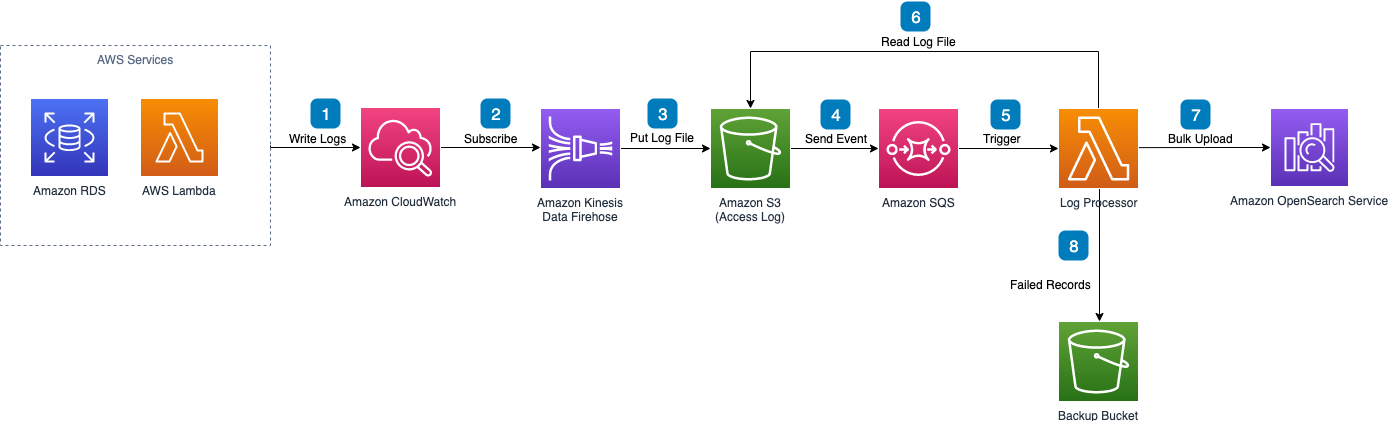 6
Read Log File
AWS Services
1
Write Logs
2
Subscribe
3
Put Log File
4
Send Event
5
Trigger
7
Bulk Upload
Amazon RDS
AWS Lambda
Amazon CloudWatch
Amazon Kinesis
Data Firehose
Amazon S3
(Access Log)
Amazon SQS
Log Processor
Amazon OpenSearch Service
8
Failed Records
Backup Bucket